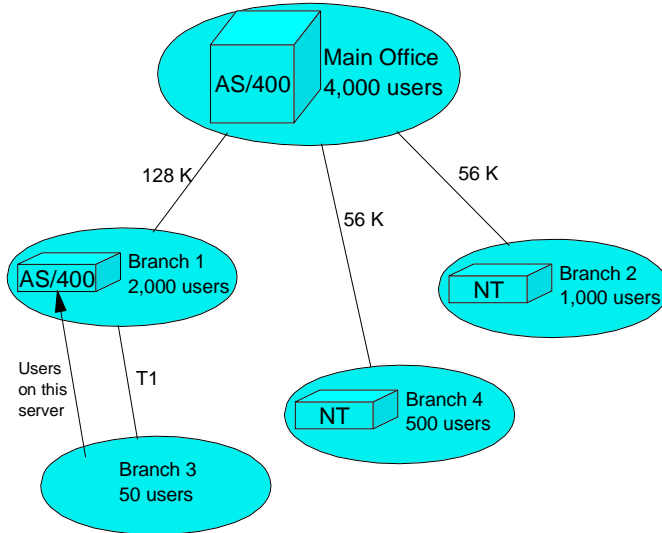 Main Office
4,000 users
AS/400
128 K
56 K
56 K
Branch 1
2,000 users
AS/400
Branch 2
1,000 users
NT
Users
on this
server
T1
Branch 4
500 users
NT
Branch 3
50 users